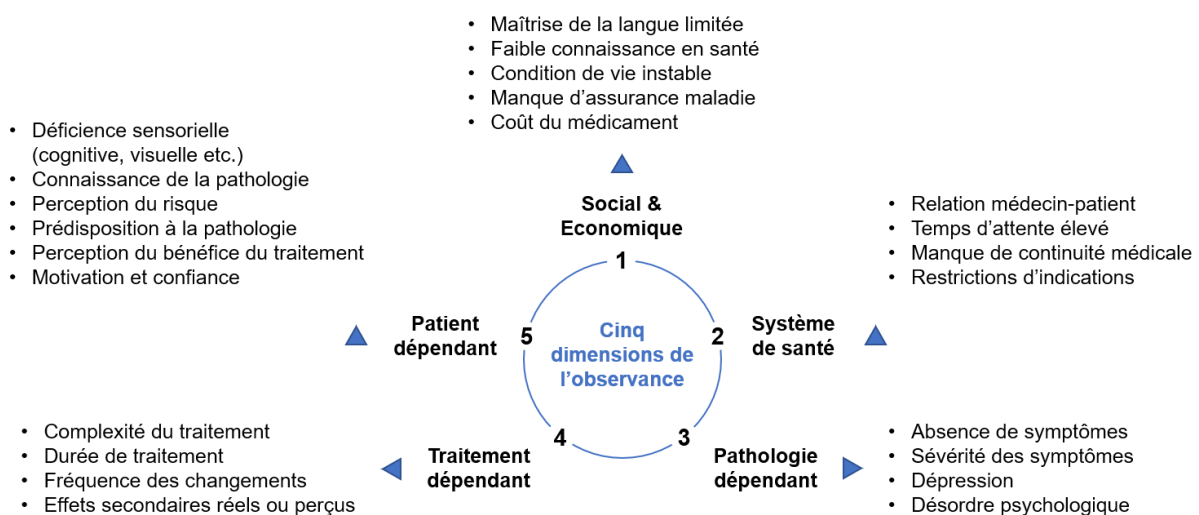 • Maîtrise de la langue limitée
• Faible connaissance en santé
• Condition de vie instable
• Manque d'assurance maladie
• Coût du médicament
Social &
Economique
1
• Relation médecin-patient
• Temps d'attente élevé
• Manque de continuité médicale
• Restrictions d'indications
Système
de santé
2
• Absence de symptômes
• Sévérité des symptômes
• Dépression
• Désordre psychologique
Pathologie
dépendant
3
• Complexité du traitement
• Durée de traitement
• Fréquence des changements
• Effets secondaires réels ou perçus
Traitement
dépendant
4
• Déficience sensorielle
(cognitive, visuelle etc.)
• Connaissance de la pathologie
• Perception du risque
• Prédisposition à la pathologie
• Perception du bénéfice du traitement
• Motivation et confiance
Patient
dépendant
5
Cinq
dimensions de
l'observance